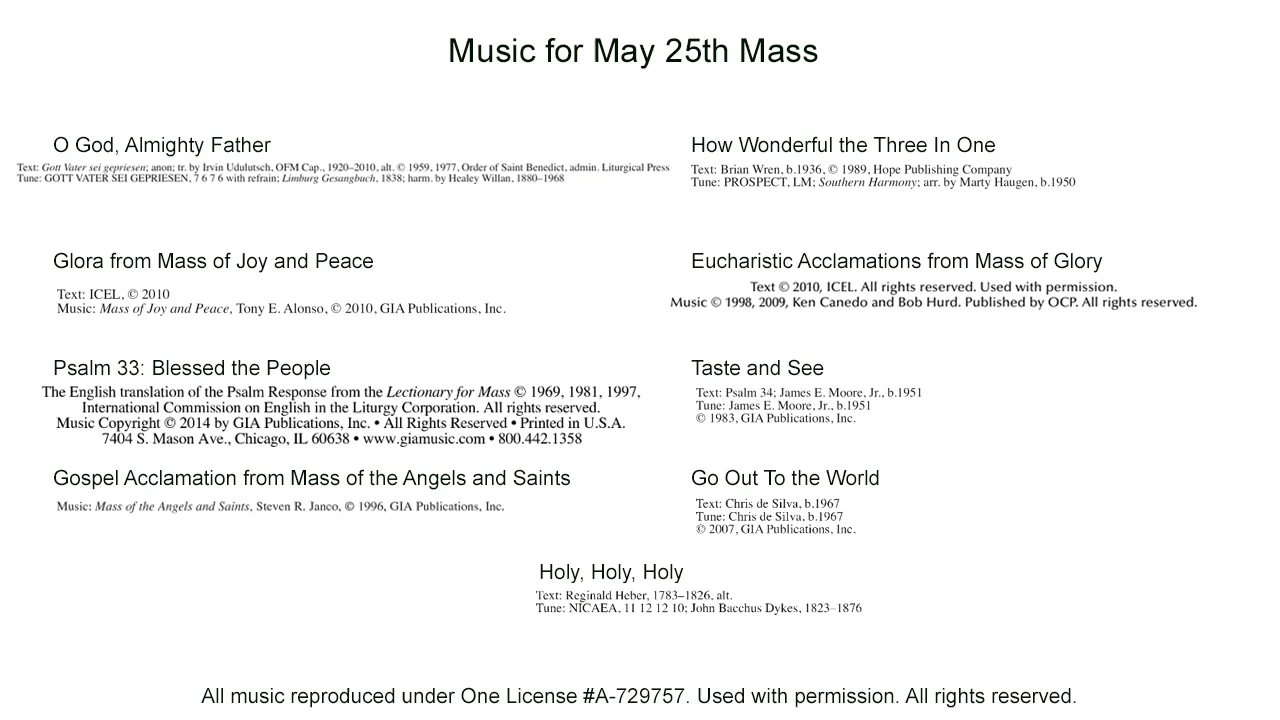 Music for May 25th Mass
O God, Almighty Father
Text: Gott Vater sei gepriesen; anon; tr. by Irvin Udulutsch, OFM Cap., 1920–2010, alt. © 1959, 1977, Order of Saint Benedict, admin. Liturgical Press
Tune: GOTT VATER SEI GEPRIESEN, 7 6 7 6 with refrain; Limburg Gesangbuch, 1838; harm. by Healey Willan, 1880–1968
Glora from Mass of Joy and Peace
Text: ICEL, © 2010
Music: Mass of Joy and Peace, Tony E. Alonso, © 2010, GIA Publications, Inc.
Psalm 33: Blessed the People
The English translation of the Psalm Response from the Lectionary for Mass © 1969, 1981, 1997,
International Commission on English in the Liturgy Corporation. All rights reserved.
Music Copyright © 2014 by GIA Publications, Inc. • All Rights Reserved • Printed in U.S.A.
7404 S. Mason Ave., Chicago, IL 60638 • www.giamusic.com • 800.442.1358
Gospel Acclamation from Mass of the Angels and Saints
Music: Mass of the Angels and Saints, Steven R. Janco, © 1996, GIA Publications, Inc.
How Wonderful the Three In One
Text: Brian Wren, b.1936, © 1989, Hope Publishing Company
Tune: PROSPECT, LM; Southern Harmony; arr. by Marty Haugen, b.1950
Eucharistic Acclamations from Mass of Glory
Text © 2010, ICEL. All rights reserved. Used with permission.
Music © 1998, 2009, Ken Canedo and Bob Hurd. Published by OCP. All rights reserved.
Taste and See
Text: Psalm 34; James E. Moore, Jr., b.1951
Tune: James E. Moore, Jr., b.1951
© 1983, GIA Publications, Inc.
Go Out To the World
Text: Chris de Silva, b.1967
Tune: Chris de Silva, b.1967
© 2007, GIA Publications, Inc.
Holy, Holy, Holy
Text: Reginald Heber, 1783–1826, alt.
Tune: NICAEA, 11 12 12 10; John Bacchus Dykes, 1823–1876
All music reproduced under One License #A-729757. Used with permission. All rights reserved.